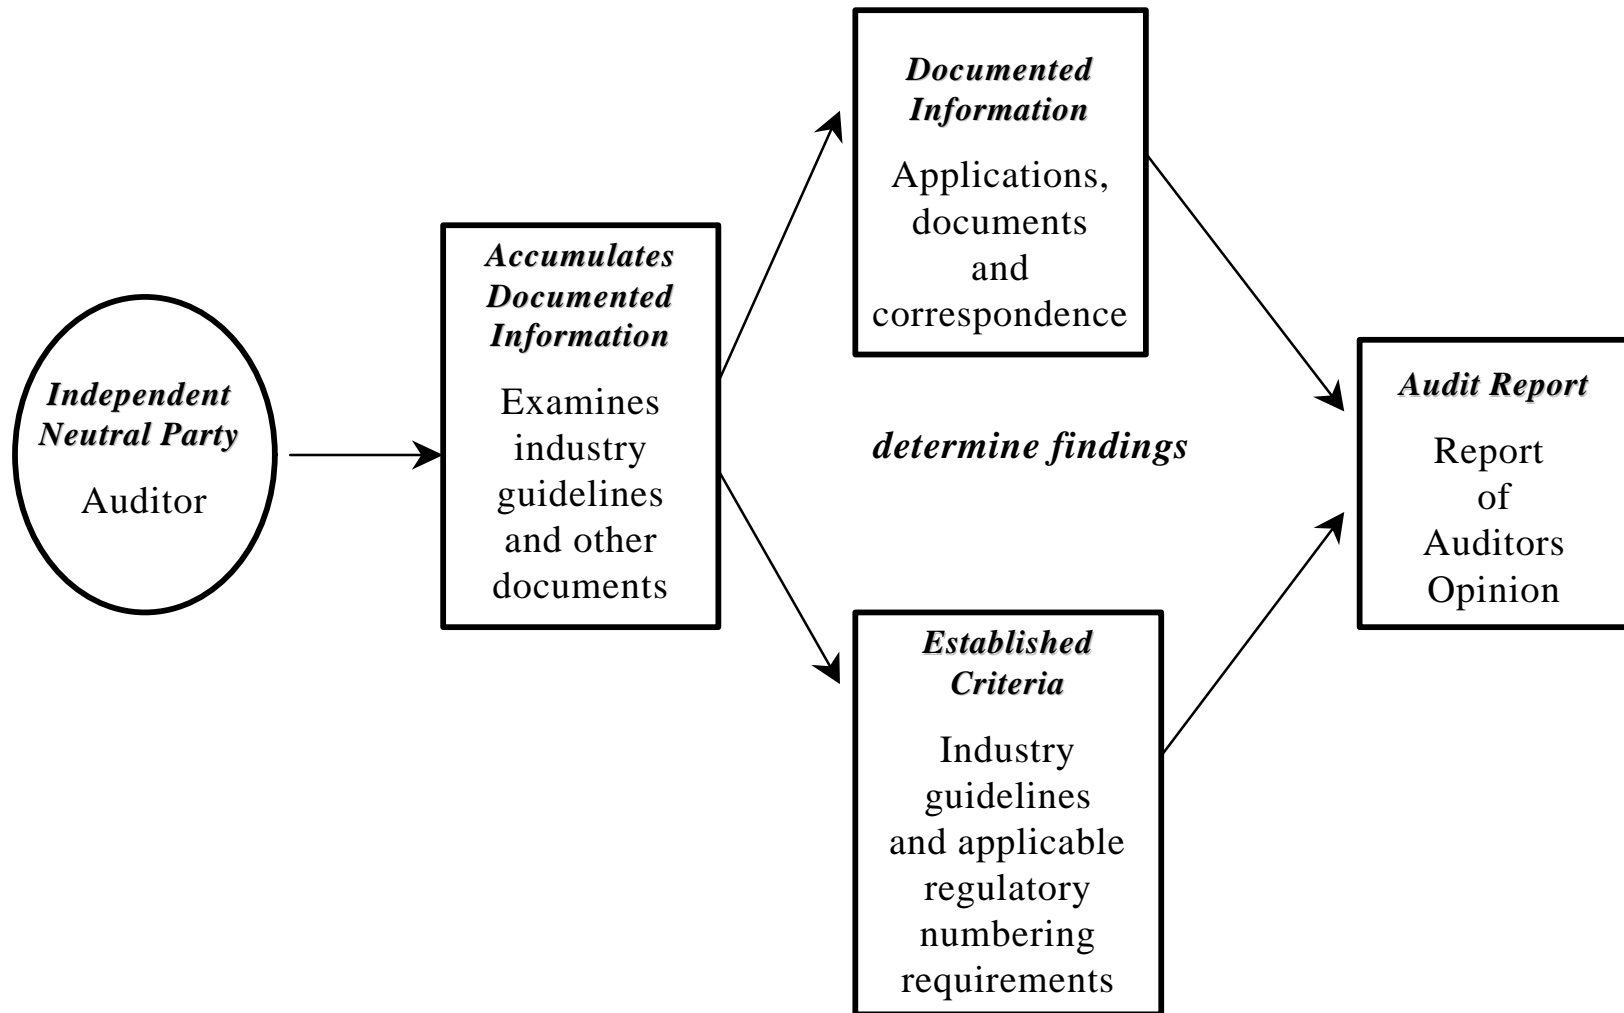 Independent
Neutral Party
Auditor
Accumulates
Documented
Information
Examines
industry
guidelines
and other
documents
Documented
Information
Applications,
documents
and
correspondence
determine findings
Established
Criteria
Industry
guidelines
and applicable
regulatory
numbering
requirements
Audit Report
Report
of
Auditors
Opinion